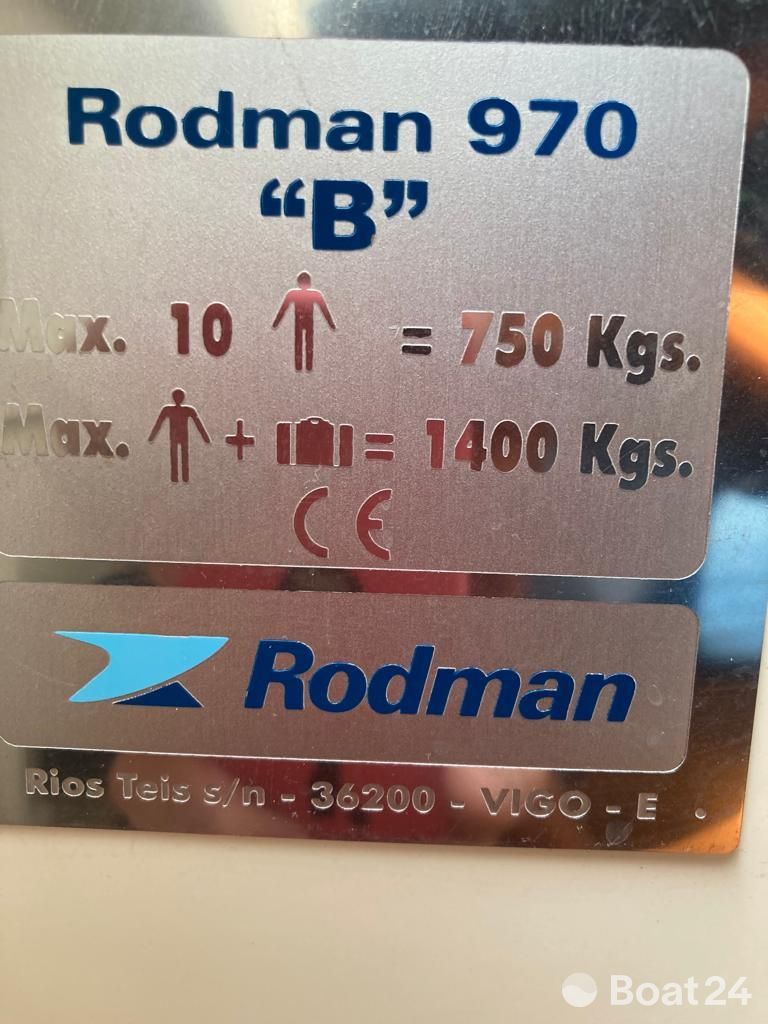 Rodman 970
“B”
Max. 10 = 750 Kgs.
Max. + = 1400 Kgs.
CE
Rodman
Rios Teis s/n - 36200 - VIGO - E .
Boat24